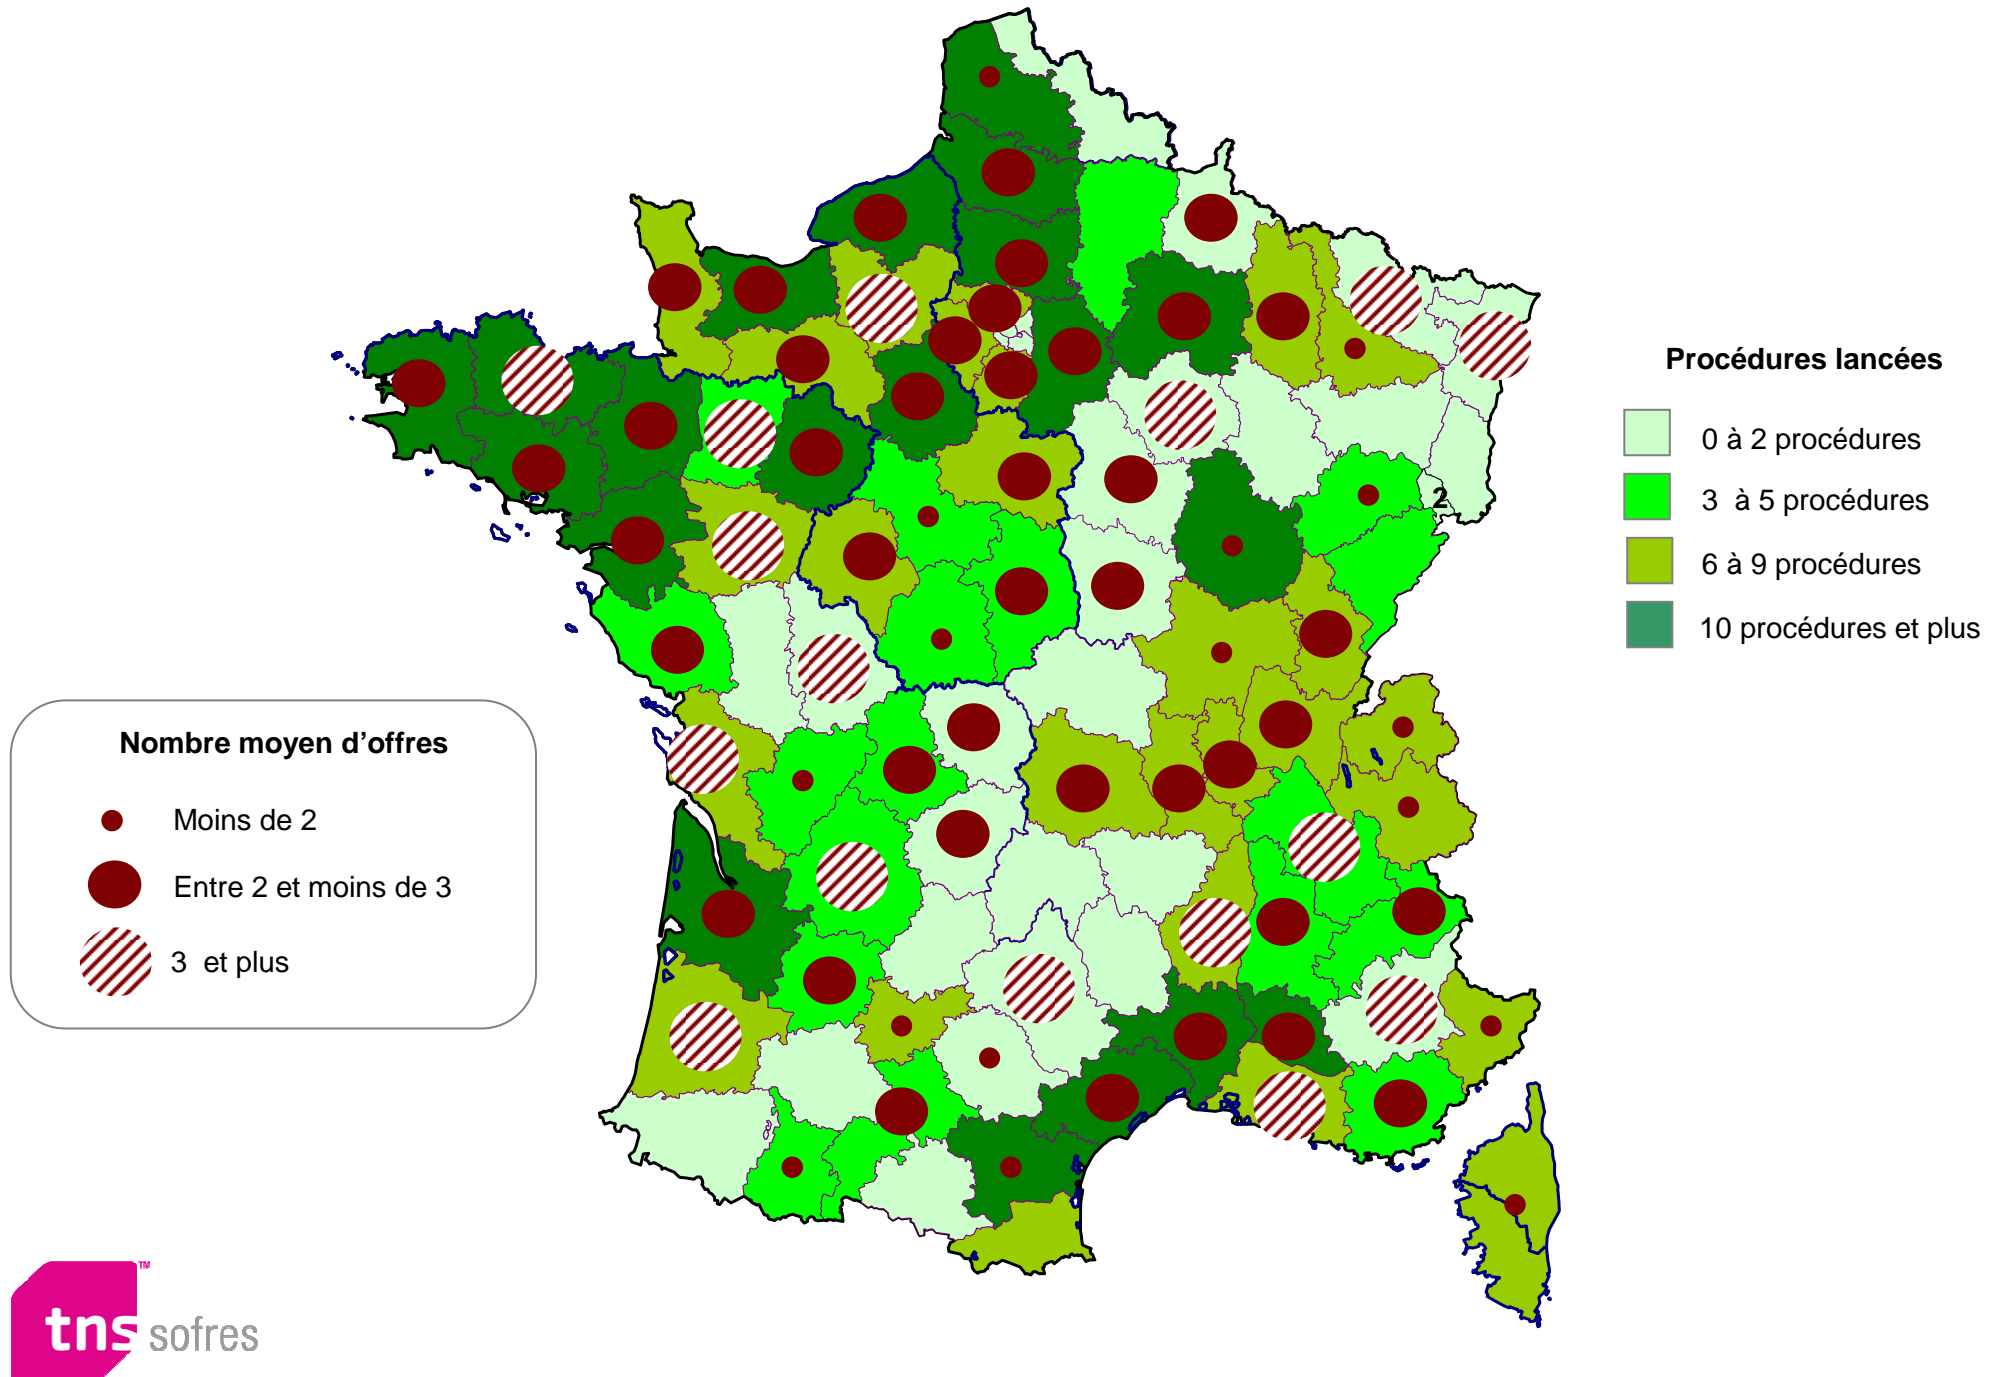 Procédures lancées
0 à 2 procédures
3 à 5 procédures
6 à 9 procédures
10 procédures et plus
2
Nombre moyen d’offres
Moins de 2
Entre 2 et moins de 3
3 et plus
tns sofres
TM